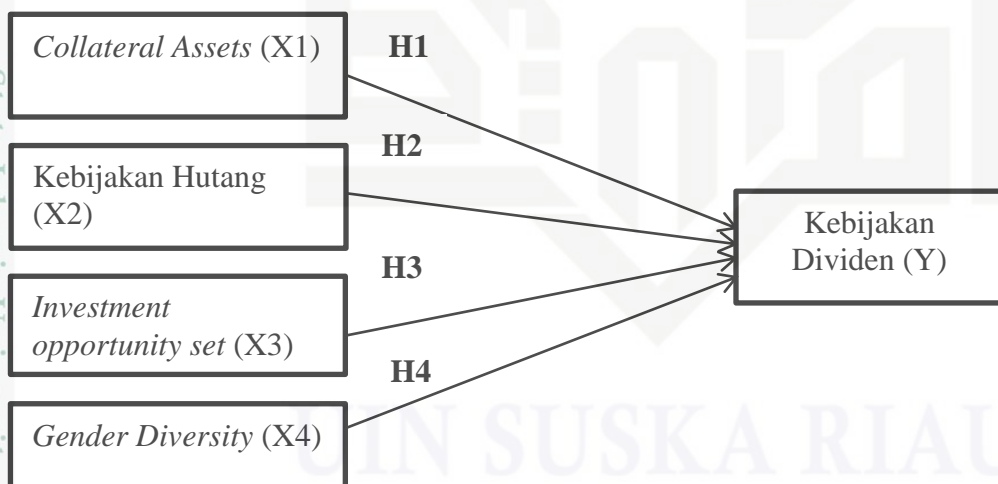 Collateral Assets (X1)
H1
H2
Kebijakan Hutang
(X2)
Kebijakan
Dividen (Y)
H3
Investment
opportunity set (X3)
H4
Gender Diversity (X4)
UIN SUSKA RIAU